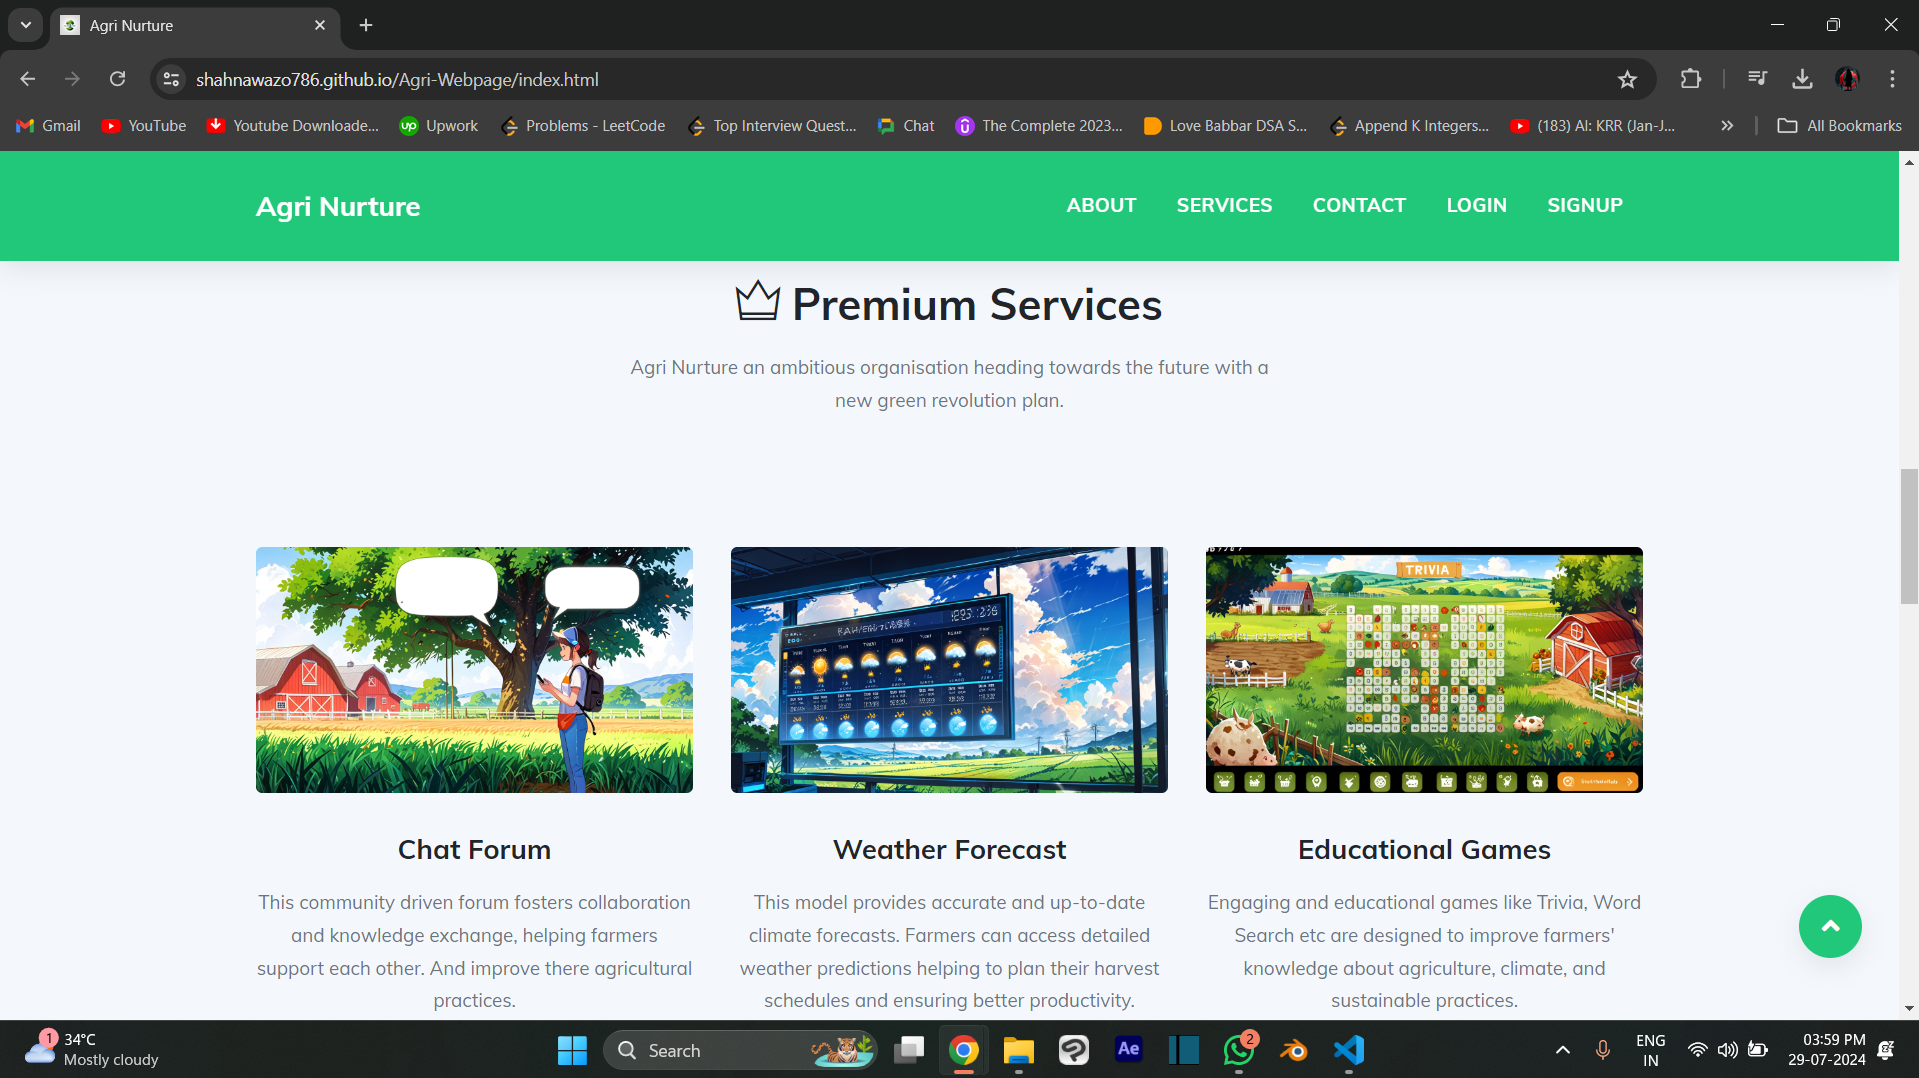 Agri Nurture
shahnawazo786.github.io/Agri-Webpage/index.html
Gmail YouTube Youtube Downloade... Upwork Problems - LeetCode Top Interview Quest... Chat The Complete 2023... Love Babbar DSA S... Append K Integers... (183) AI: KRR (Jan-J... All Bookmarks
Agri Nurture ABOUT SERVICES CONTACT LOGIN SIGNUP
Premium Services
Agri Nurture an ambitious organisation heading towards the future with a
new green revolution plan.
TRIVIA
Chat Forum
This community driven forum fosters collaboration
and knowledge exchange, helping farmers
support each other. And improve there agricultural
practices.
Weather Forecast
This model provides accurate and up-to-date
climate forecasts. Farmers can access detailed
weather predictions helping to plan their harvest
schedules and ensuring better productivity.
Educational Games
Engaging and educational games like Trivia, Word
Search etc are designed to improve farmers'
knowledge about agriculture, climate, and
sustainable practices.
1
34°C
Mostly cloudy
Search
Ae
2
ENG
IN
03:59 PM
29-07-2024